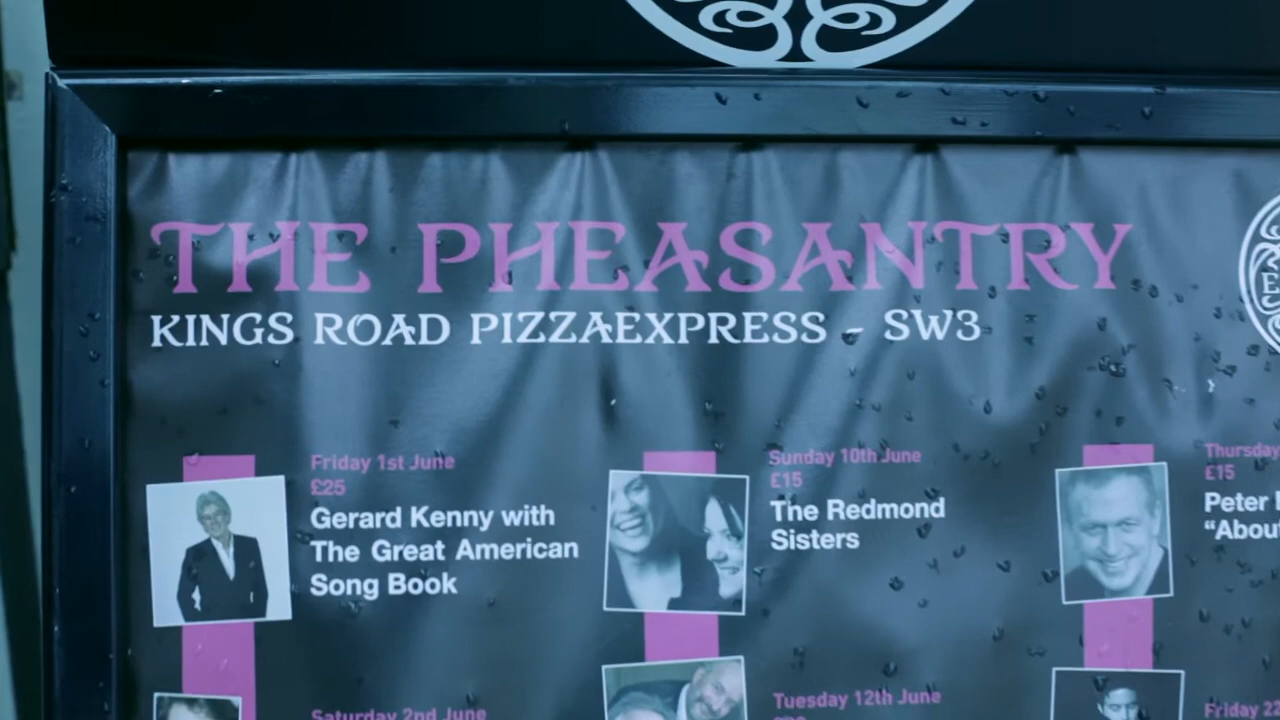 THE PHEASANTRY
KINGS ROAD PIZZAEXPRESS - SW3
Friday 1st June
£25
Gerard Kenny with
The Great American
Song Book
Saturday 2nd June
Sunday 10th June
£15
The Redmond
Sisters
Tuesday 12th June
Thursday
£15
Peter
“Abou
Friday 22